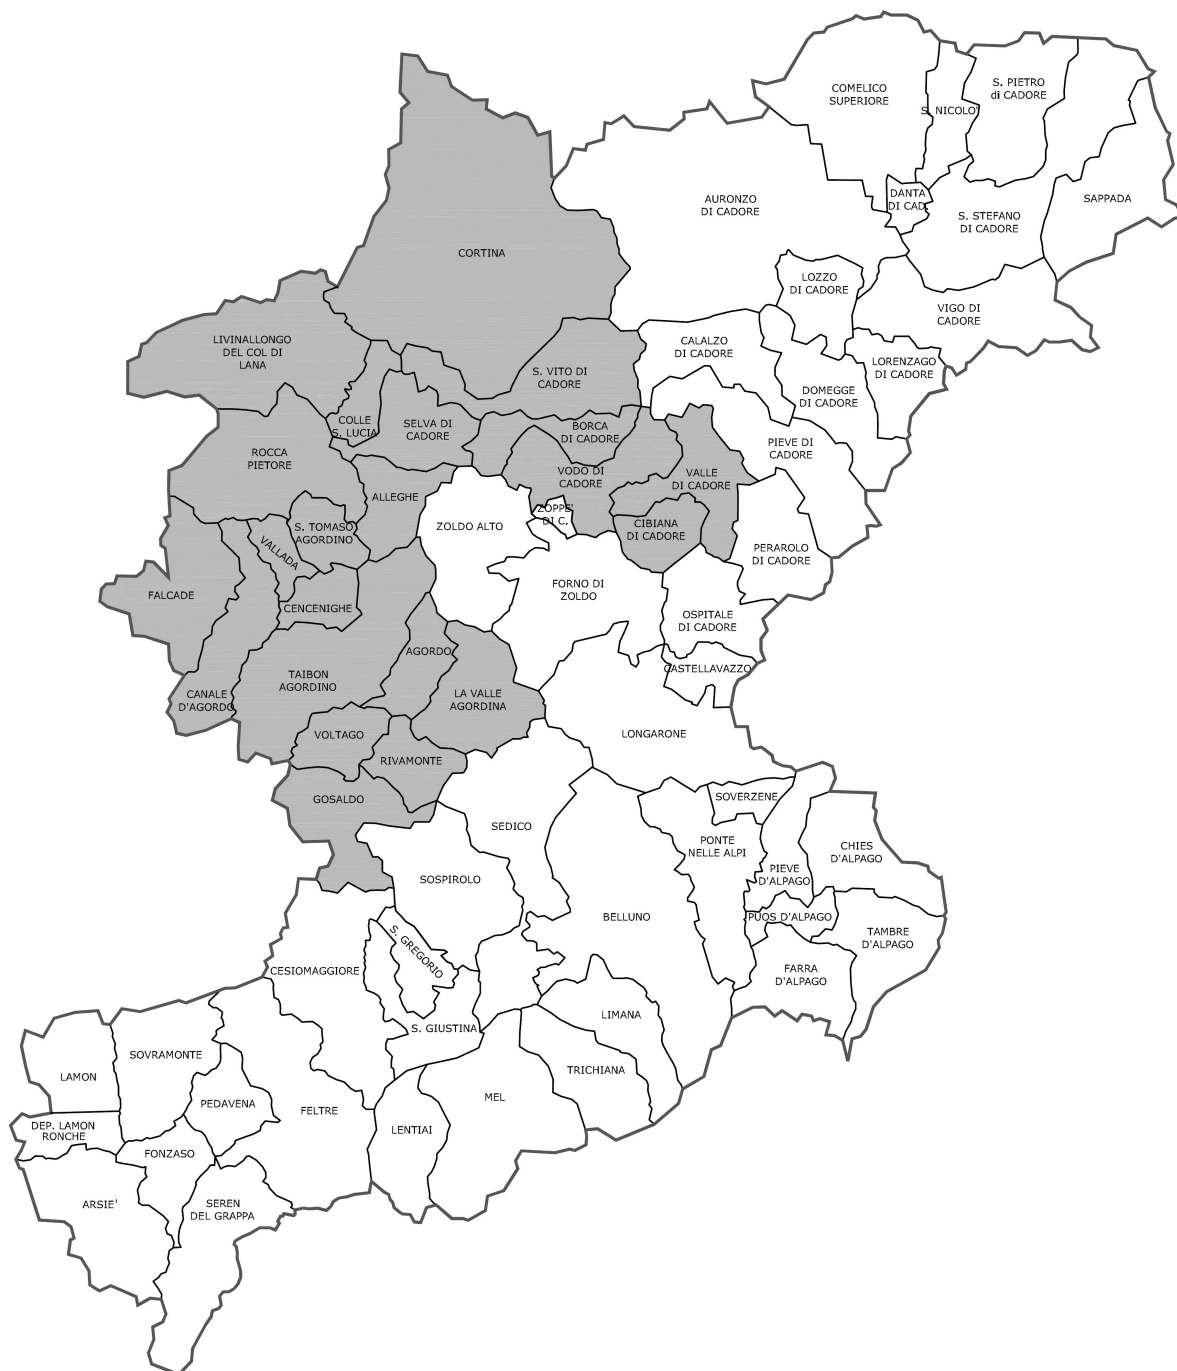 COMELICO
SUPERIORE
S. PIETRO
di CADORE
S. NICOLO'
AURONZO
DI CADORE
DANTA
DI CAD.
S. STEFANO
DI CADORE
SAPPADA
CORTINA
LOZZO
DI CADORE
VIGO DI
CADORE
LIVINALLONGO
DEL COL DI
LANA
CALALZO
DI CADORE
LORENZAGO
DI CADORE
S. VITO DI
CADORE
DOMEGGE
DI CADORE
COLLE
S. LUCIA
SELVA DI
CADORE
BORCA
DI CADORE
PIEVE DI
CADORE
ROCCA
PIETORE
ALLEGHE
VODO DI
CADORE
VALLE
DI CADORE
ZOPPE'
DI C.
ZOLDO ALTO
S. TOMASO
AGORDINO
CIBIANA
DI CADORE
VALLADA
PERAROLO
DI CADORE
FALCADE
CENCENIGHE
FORNO DI
ZOLDO
OSPITALE
DI CADORE
AGORDO
CASTELLAVAZZO
TAIBON
AGORDINO
CANALE
D'AGORDO
LA VALLE
AGORDINA
VOLTAGO
LONGARONE
RIVAMONTE
GOSALDO
SOVERZENE
SEDICO
PONTE
NELLE ALPI
CHIES
D'ALPAGO
PIEVE
D'ALPAGO
SOSPIROLO
BELLUNO
PUOS D'ALPAGO
TAMBRE
D'ALPAGO
S. GREGORIO
CESIOMAGGIORE
FARRA
D'ALPAGO
LIMANA
S. GIUSTINA
SOVRAMONTE
TRICHIANA
LAMON
MEL
PEDAVENA
FELTRE
DEP. LAMON
RONCHE
LENTIAI
FONZASO
ARSIE'
SEREN
DEL GRAPPA